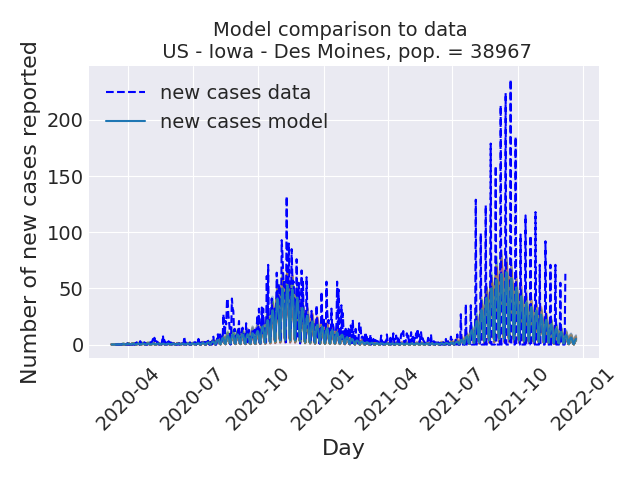 Model comparison to data
US - Iowa - Des Moines, pop. = 38967
Number of new cases reported
new cases data
new cases model
200
150
100
50
0
2020-04
2020-07
2020-10
2021-01
2021-04
2021-07
2021-10
2022-01
Day